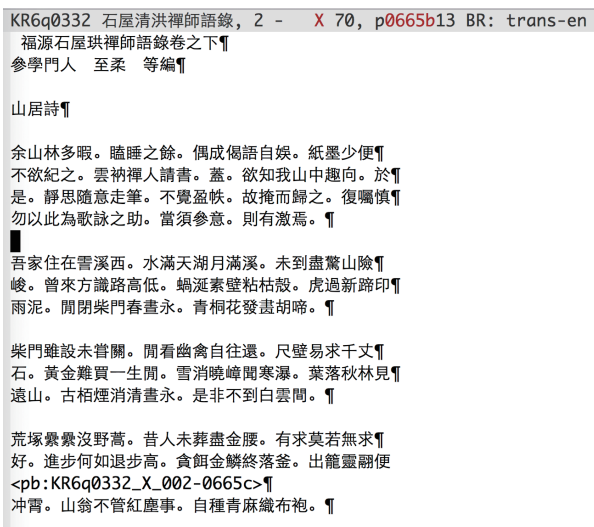 KR6q0332 石屋清洪禪師語錄, 2 -   X 70, p0665b13 BR: trans-en
福源石屋珙禪師語錄卷之下¶
參學門人　至柔　等編¶
山居詩¶
余山林多暇。瞌睡之餘。偶成偈語自娛。紙墨少便¶
不欲紀之。雲衲禪人請書。蓋。欲知我山中趣向。於¶
是。靜思隨意走筆。不覺盈帙。故掩而歸之。復囑慎¶
勿以此為歌詠之助。當須參意。則有激焉。¶
吾家住在霅溪西。水滿天湖月滿溪。未到盡驚山險¶
峻。曾來方識路高低。蝸涎素壁粘枯殼。虎過新蹄印¶
雨泥。閒閉柴門春晝永。青桐花發畫胡啼。¶
柴門雖設未甞關。閒看幽禽自往還。尺璧易求千丈¶
石。黃金難買一生閒。雪消曉嶂聞寒瀑。葉落秋林見¶
遠山。古栢煙消清晝永。是非不到白雲間。¶
荒塚纍纍沒野蒿。昔人未葬盡金腰。有求莫若無求¶
好。進步何如退步高。貪餌金鱗終落釜。出籠靈翮便
<pb:KR6q0332_X_002-0665c>¶
冲霄。山翁不管紅塵事。自種青麻織布袍。¶